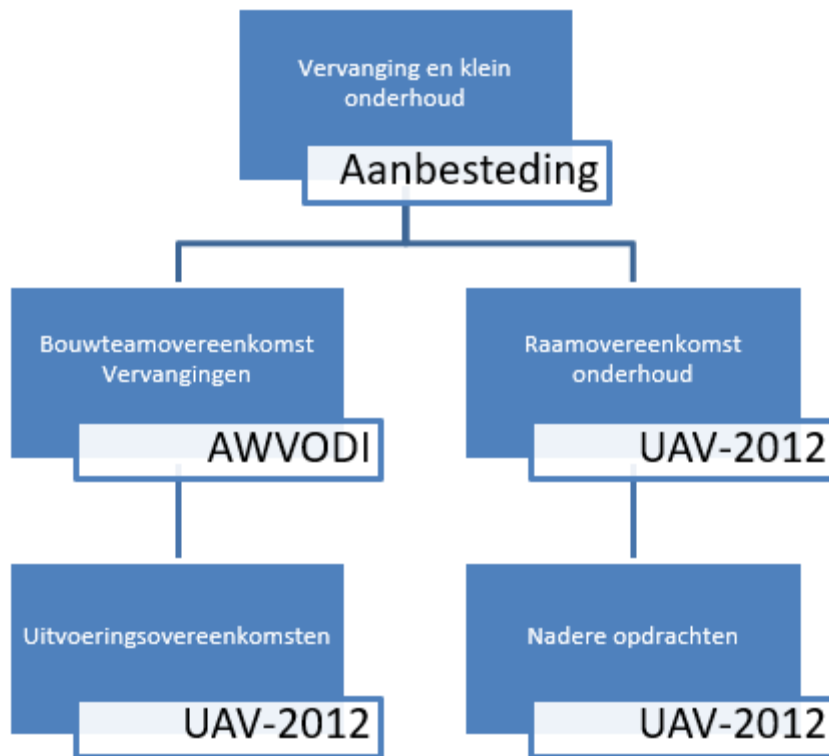 Vervanging en klein
onderhoud
Aanbesteding
Bouwteamovereenkomst
Vervangingen
AWVODI
Raamovereenkomst
onderhoud
UAV-2012
Uitvoeringsovereenkomsten
UAV-2012
Nadere opdrachten
UAV-2012